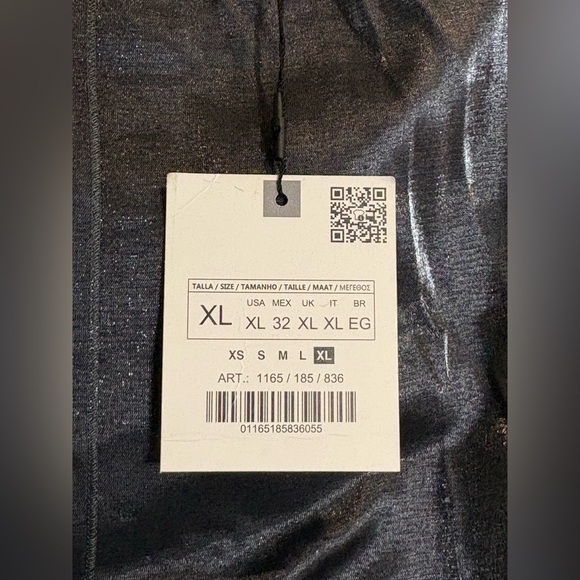 TALLA / SIZE / TAMANHO / TAILLE / MAAT / ΜΕΓΕΘΟΣ
USA MEX UK IT BR
XL XL 32 XL XL EG
XS S M L XL
ART.: 1165 / 185 / 836
01165185836055